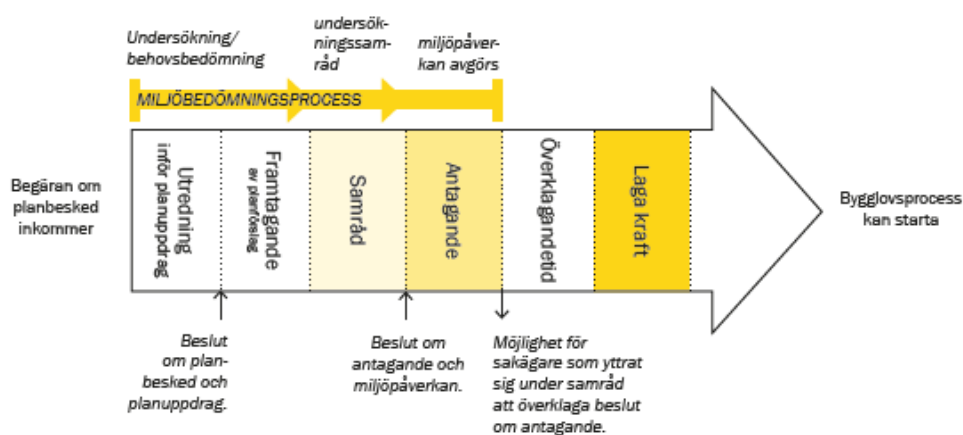 Undersökning/
behovsbedömning
undersök-
ningssam-
råd
miljöpåver-
kan avgörs
MILJÖBEDÖMNINGSPROCESS
Begäran om
planbesked
inkommer
Utredning
inför planuppdrag
Framtagande
av planförslag
Samråd
Antagande
Överklagandetid
Laga kraft
Bygglovsprocess
kan starta
Beslut
om plan-
besked och
planuppdrag.
Beslut om
antagande och
miljöpåverkan.
Möjlighet för
sakägare som yttrat
sig under samråd
att överklaga beslut
om antagande.